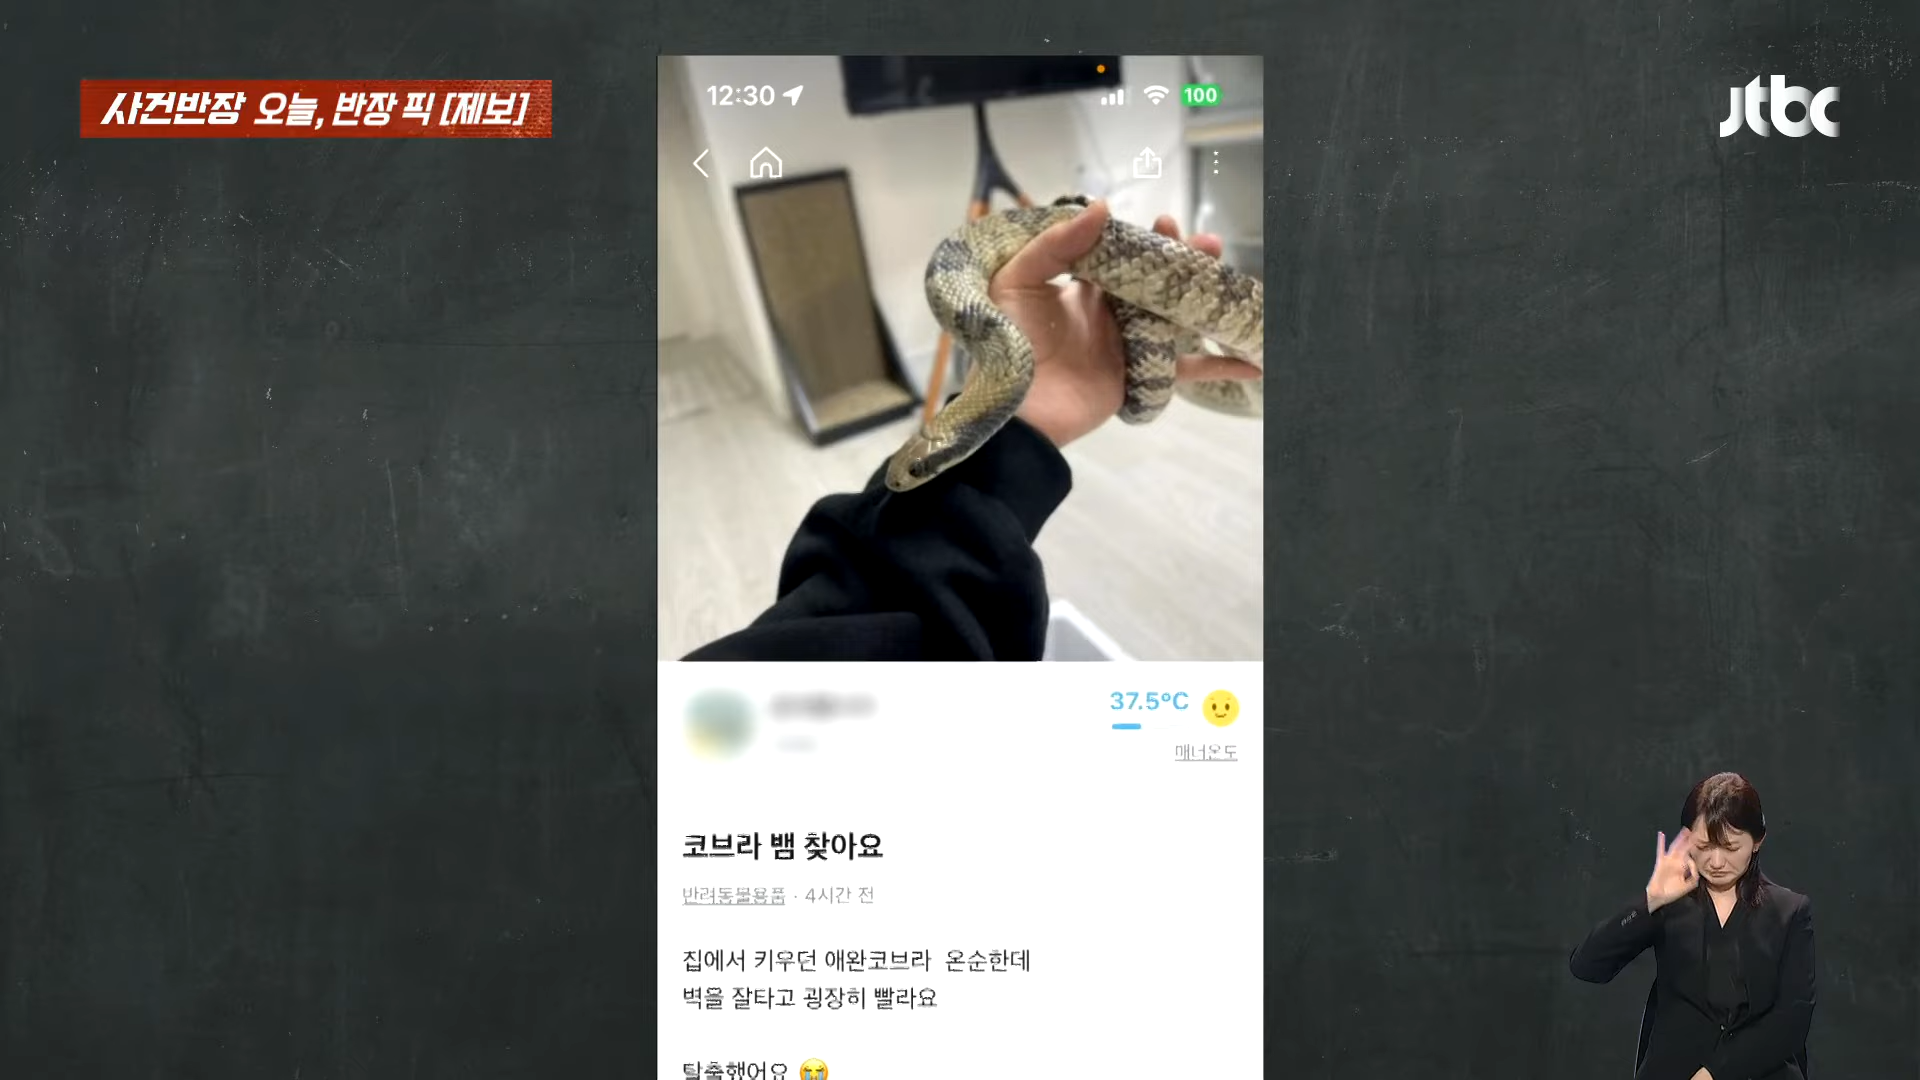 사건반장 오늘, 반장 픽 [제보]
jtbc
12:30
100
37.5°C
매너온도
코브라 뱀 찾아요
반려동물용품 · 4시간 전
집에서 키우던 애완코브라 온순한데
벽을 잘타고 굉장히 빨라요
탈출했어요 😭